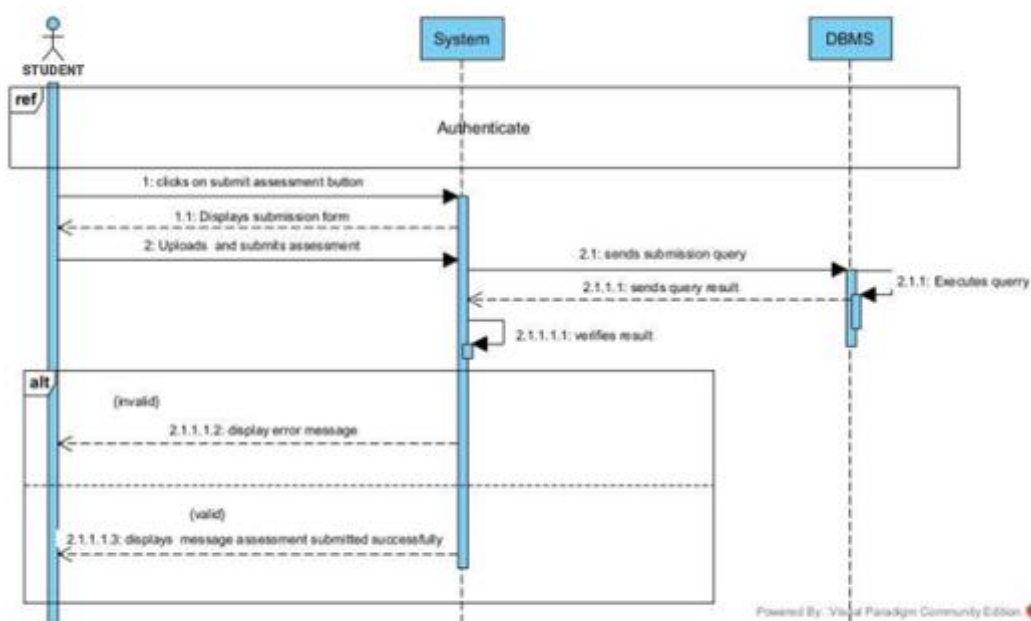 System
DBMS
STUDENT
ref
Authenticate
1: clicks on submit assessment button
1.1: Displays submission form
2: Uploads and submits assessment
2.1: sends submission query
2.1.1: Executes querry
2.1.1.1: sends query result
2.1.1.1.1: verifies result
alt
(invalid)
2.1.1.1.2: display error message
(valid)
2.1.1.1.3: displays message assessment submitted successfully
Powered By: Visual Paradigm Community Edition